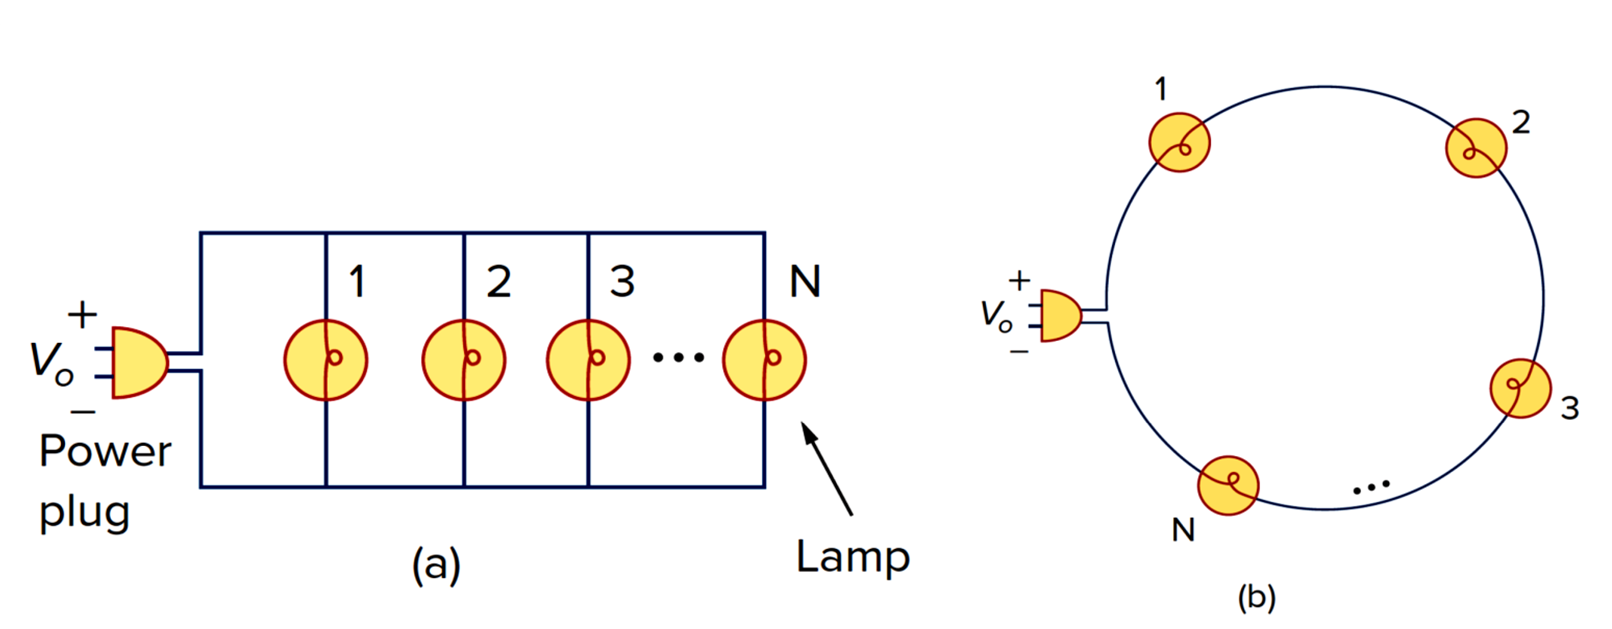 1 2 3 N
+
Vo
−
Power
plug
Lamp
(a)
1
2
+
Vo
−
3
N
(b)